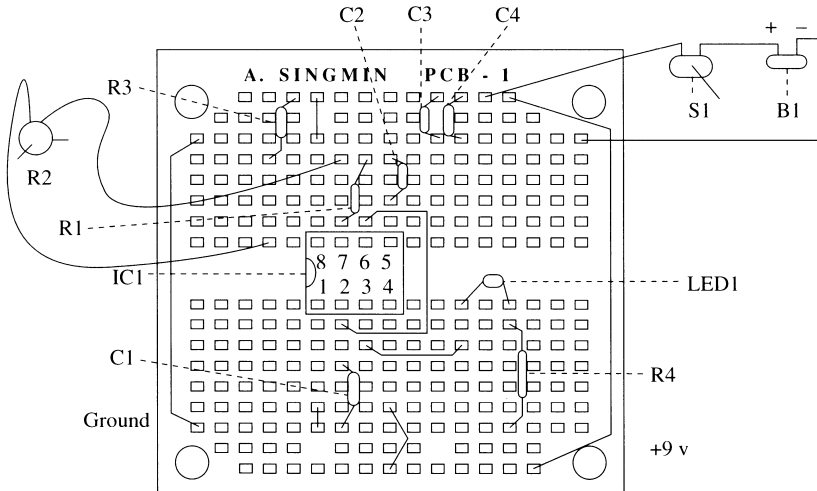 C2 C3 C4
+ −
A. SINGMIN PCB - 1
R3
S1 B1
R2
R1
8 7 6 5
IC1
1 2 3 4
LED1
C1
R4
Ground
+9 v